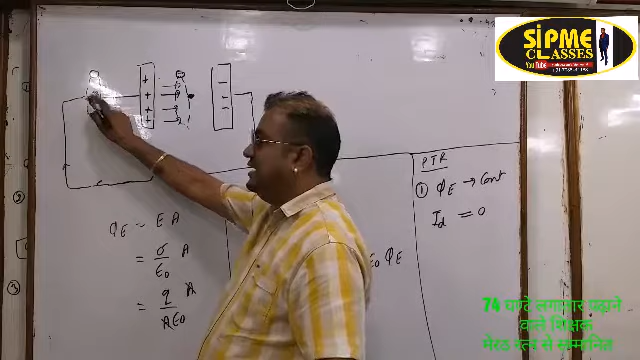 SiPME
CLASSES
YouTube
PTR
① φE → Cont
Id = 0
φE = E A
= σ/ε0 A
= q/Aε0 A
ε0 φE
74 घण्टे लगातार पढ़ाने
वाले शिक्षक
मेरठ रत्न से सम्मानित